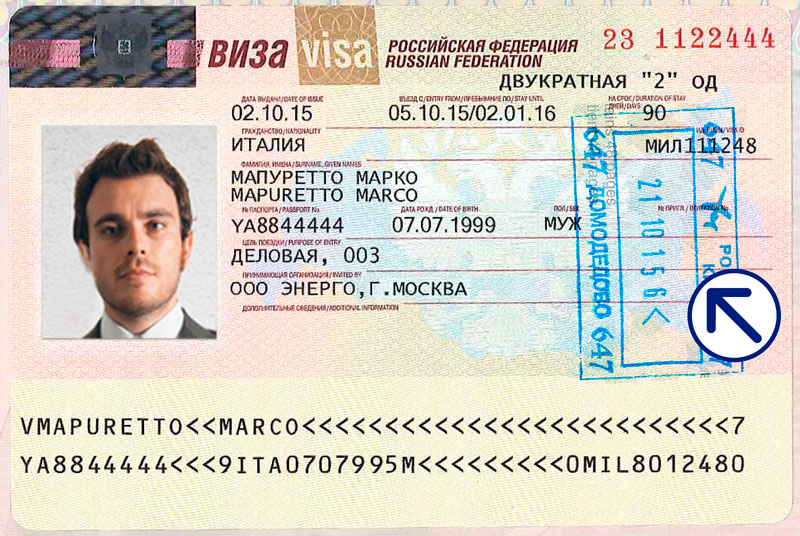 ВИЗА visa РОССИЙСКАЯ ФЕДЕРАЦИЯ
RUSSIAN FEDERATION
23 1122444
ДВУКРАТНАЯ "2" ОД
ДАТА ВЫДАЧИ/DATE OF ISSUE ВЪЕЗД С/ENTRY FROM/ПРЕБЫВАНИЕ ПО/STAY UNTIL НА СРОК/DURATION OF STAY
ДНЕЙ/DAYS
02.10.15 05.10.15/02.01.16 90
ГРАЖДАНСТВО/NATIONALITY VISA ID
ИТАЛИЯ МИЛ111248
ФАМИЛИЯ, ИМЕНА/SURNAME, GIVEN NAMES
МАПУРЕТТО МАРКО
MAPURETTO MARCO
№ ПАСПОРТА/PASSPORT No. ДАТА РОЖД./DATE OF BIRTH ПОЛ/SEX № ПРИГЛ./INVITATION No.
YA8844444 07.07.1999 МУЖ
ЦЕЛЬ ПОЕЗДКИ/PURPOSE OF ENTRY
ДЕЛОВАЯ, 003
ПРИНИМАЮЩАЯ ОРГАНИЗАЦИЯ/INVITED BY
ООО ЭНЕРГО,Г.МОСКВА
ДОПОЛНИТЕЛЬНЫЕ СВЕДЕНИЯ/ADDITIONAL INFORMATION
647 ДОМОДЕДОВО 647
21 10 15 6<
647
VMAPURETTO<<MARCO<<<<<<<<<<<<<<<<<<<<<<<<<<7
YA8844444<<<9ITA0707995M<<<<<<<<<0MIL8012480